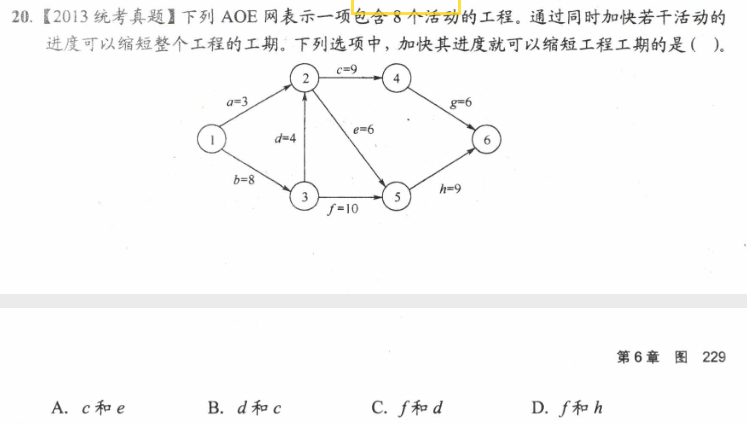 20.【2013 统考真题】下列 AOE 网表示一项包含 8 个活动的工程。通过同时加快若干活动的
进度可以缩短整个工程的工期。下列选项中，加快其进度就可以缩短工程工期的是（ ）。
2
c=9
4
a=3
g=6
1
d=4
e=6
6
b=8
h=9
3
f=10
5
第 6 章 图 229
A. c 和 e B. d 和 c C. f 和 d D. f 和 h